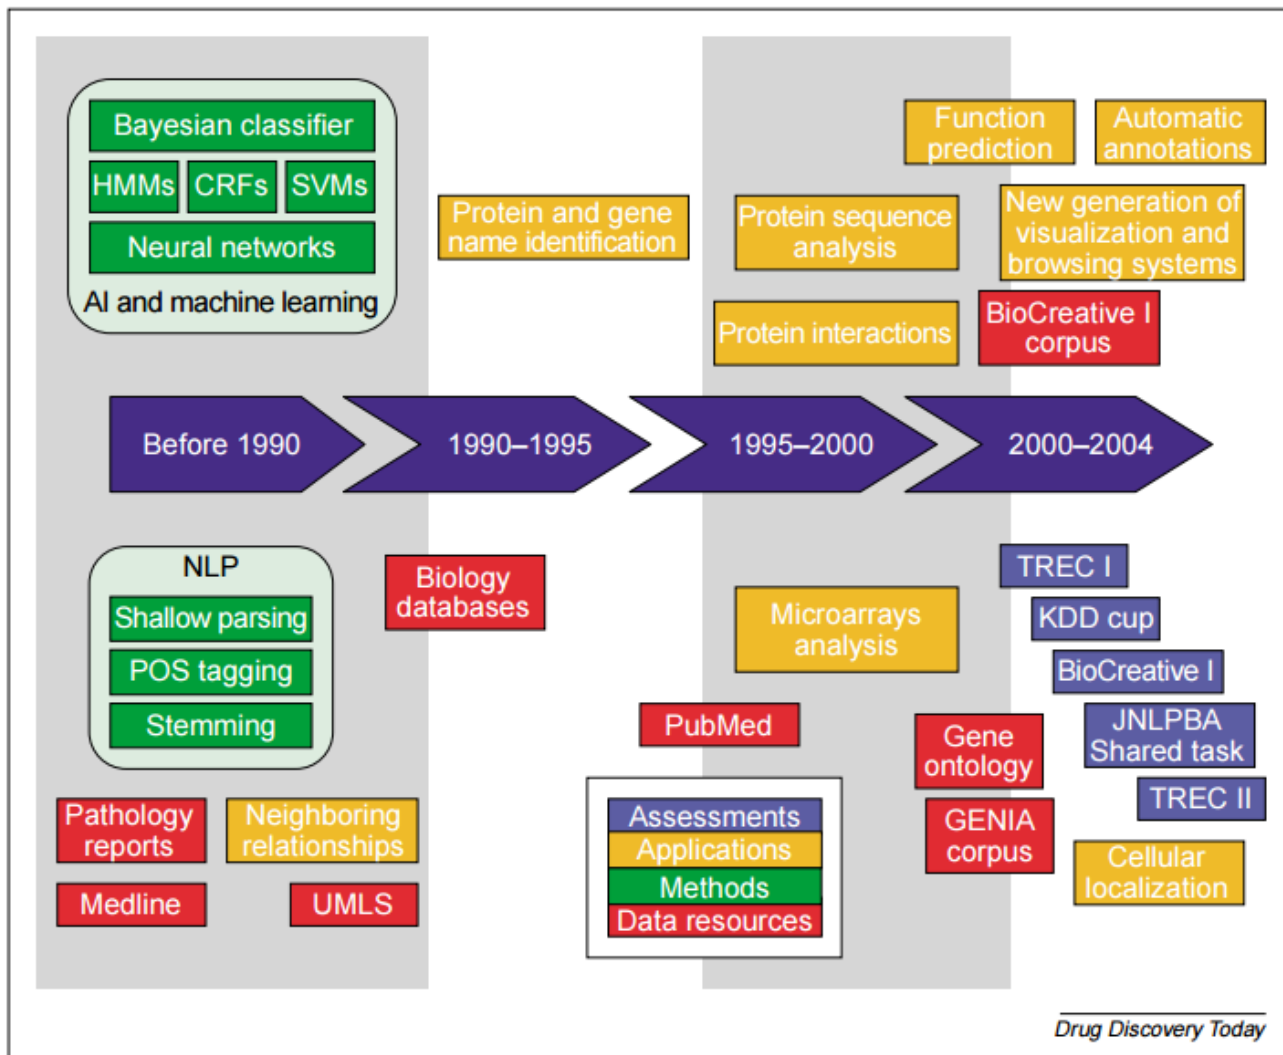 Bayesian classifier
HMMs
CRFs
SVMs
Neural networks
AI and machine learning
Protein and gene
name identification
Function
prediction
Automatic
annotations
Protein sequence
analysis
New generation of
visualization and
browsing systems
Protein interactions
BioCreative I
corpus
Before 1990
1990–1995
1995–2000
2000–2004
NLP
Shallow parsing
POS tagging
Stemming
Biology
databases
Microarrays
analysis
TREC I
KDD cup
BioCreative I
JNLPBA
Shared task
TREC II
PubMed
Gene
ontology
GENIA
corpus
Cellular
localization
Pathology
reports
Neighboring
relationships
Medline
UMLS
Assessments
Applications
Methods
Data resources
Drug Discovery Today